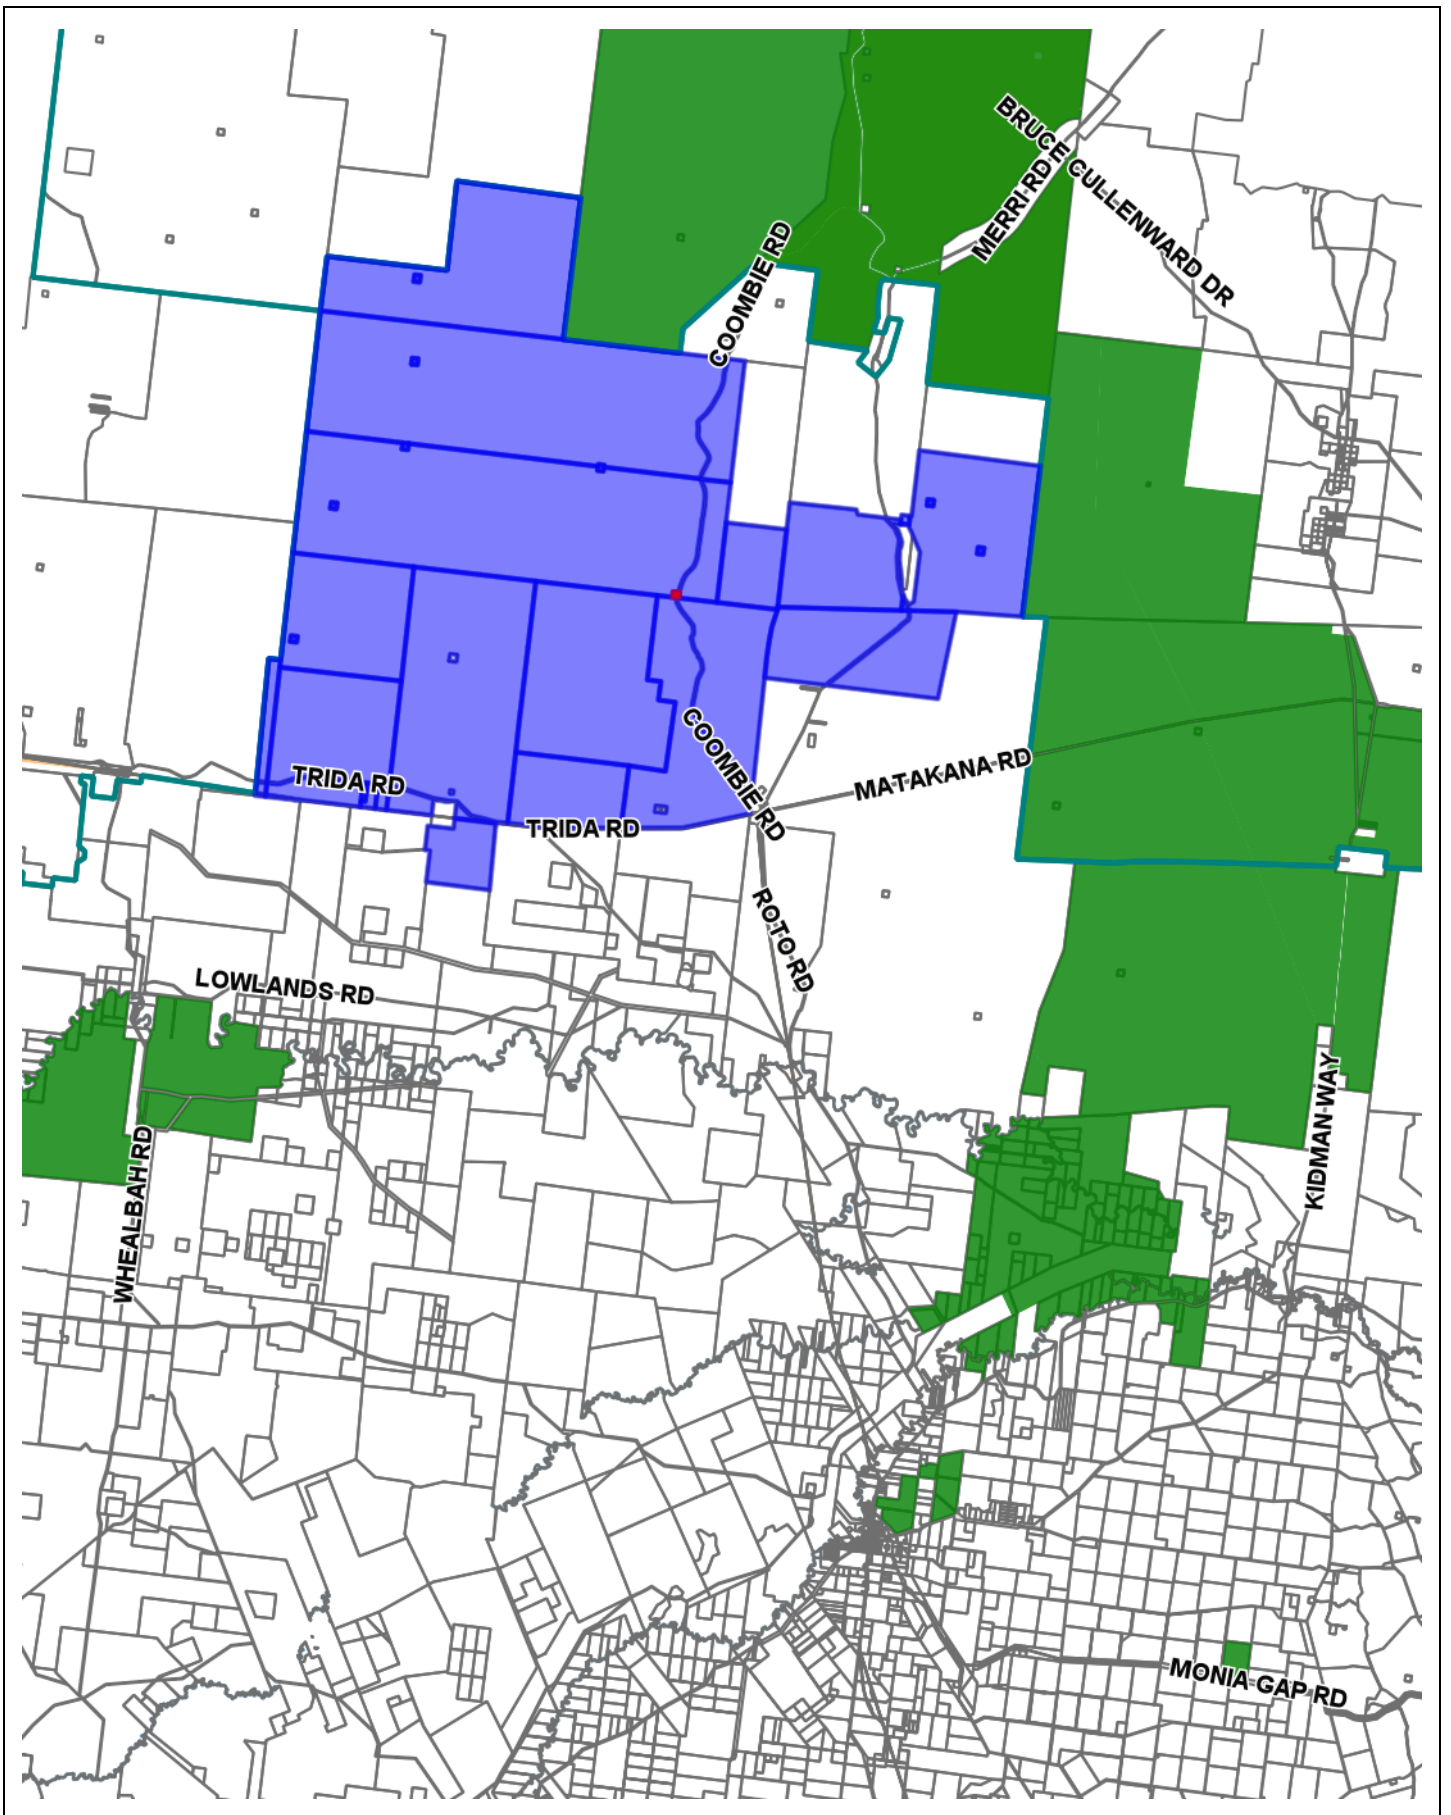 BRUCE CULLENWARD DR
MERRI RD
COOMBIE RD
COOMBIE RD
MATAKANA RD
TRIDA RD
TRIDA RD
ROTO RD
LOWLANDS RD
KIDMAN WAY
WHEALBAH RD
MONIA GAP RD